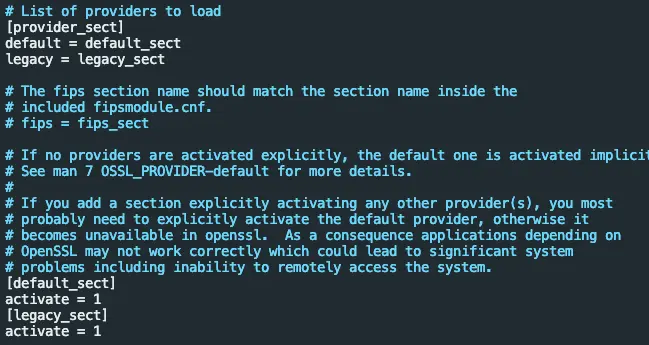 # List of providers to load
[provider_sect]
default = default_sect
legacy = legacy_sect
# The fips section name should match the section name inside the
# included fipsmodule.cnf.
# fips = fips_sect
# If no providers are activated explicitly, the default one is activated implicit
# See man 7 OSSL_PROVIDER-default for more details.
#
# If you add a section explicitly activating any other provider(s), you most
# probably need to explicitly activate the default provider, otherwise it
# becomes unavailable in openssl.  As a consequence applications depending on
# OpenSSL may not work correctly which could lead to significant system
# problems including inability to remotely access the system.
[default_sect]
activate = 1
[legacy_sect]
activate = 1